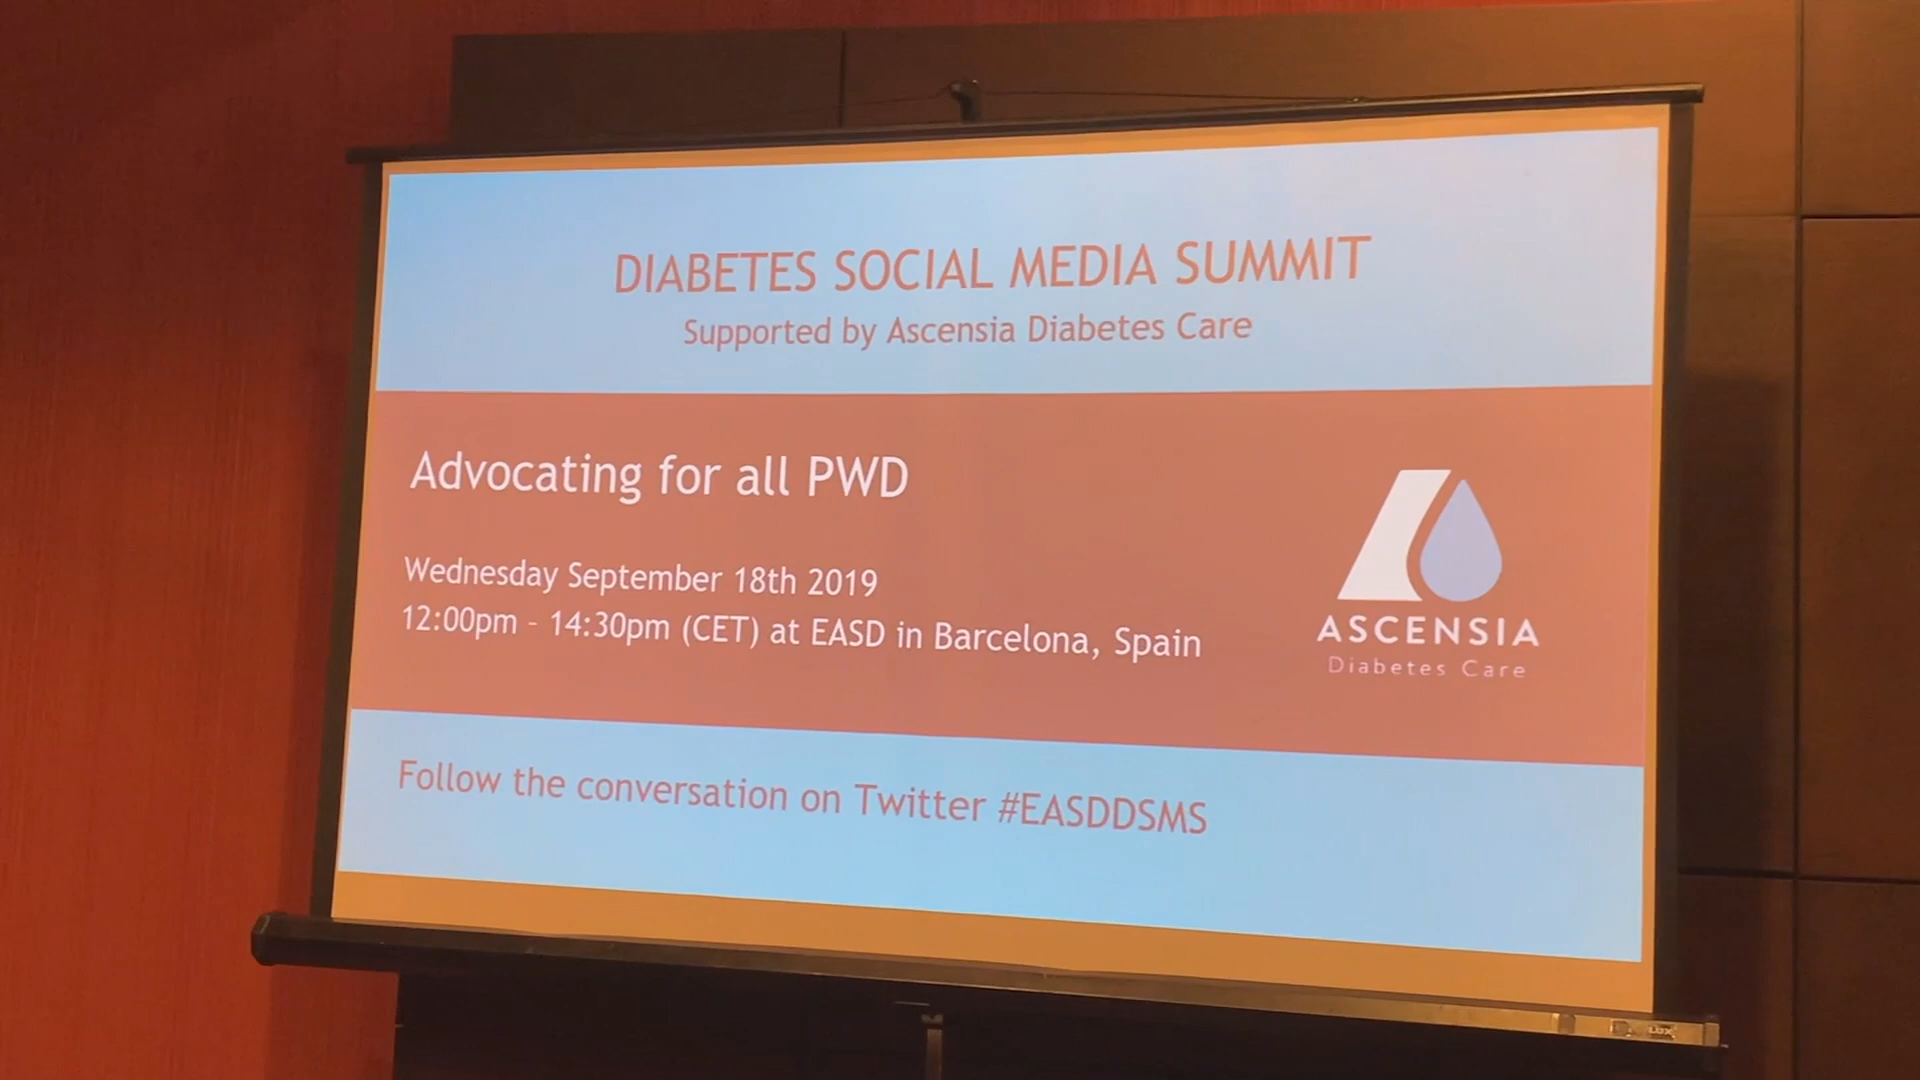 DIABETES SOCIAL MEDIA SUMMIT
Supported by Ascensia Diabetes Care
Advocating for all PWD
Wednesday September 18th 2019
12:00pm - 14:30pm (CET) at EASD in Barcelona, Spain
ASCENSIA
Diabetes Care
Follow the conversation on Twitter #EASDDSMS